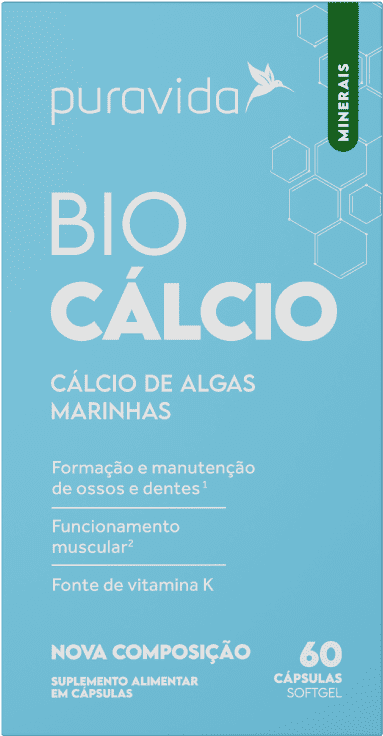 puravida
MINERAIS
BIO
CÁLCIO
CÁLCIO DE ALGAS
MARINHAS
Formação e manutenção
de ossos e dentes¹
Funcionamento
muscular²
Fonte de vitamina K
NOVA COMPOSIÇÃO
SUPLEMENTO ALIMENTAR
EM CÁPSULAS
60
CÁPSULAS
SOFTGEL